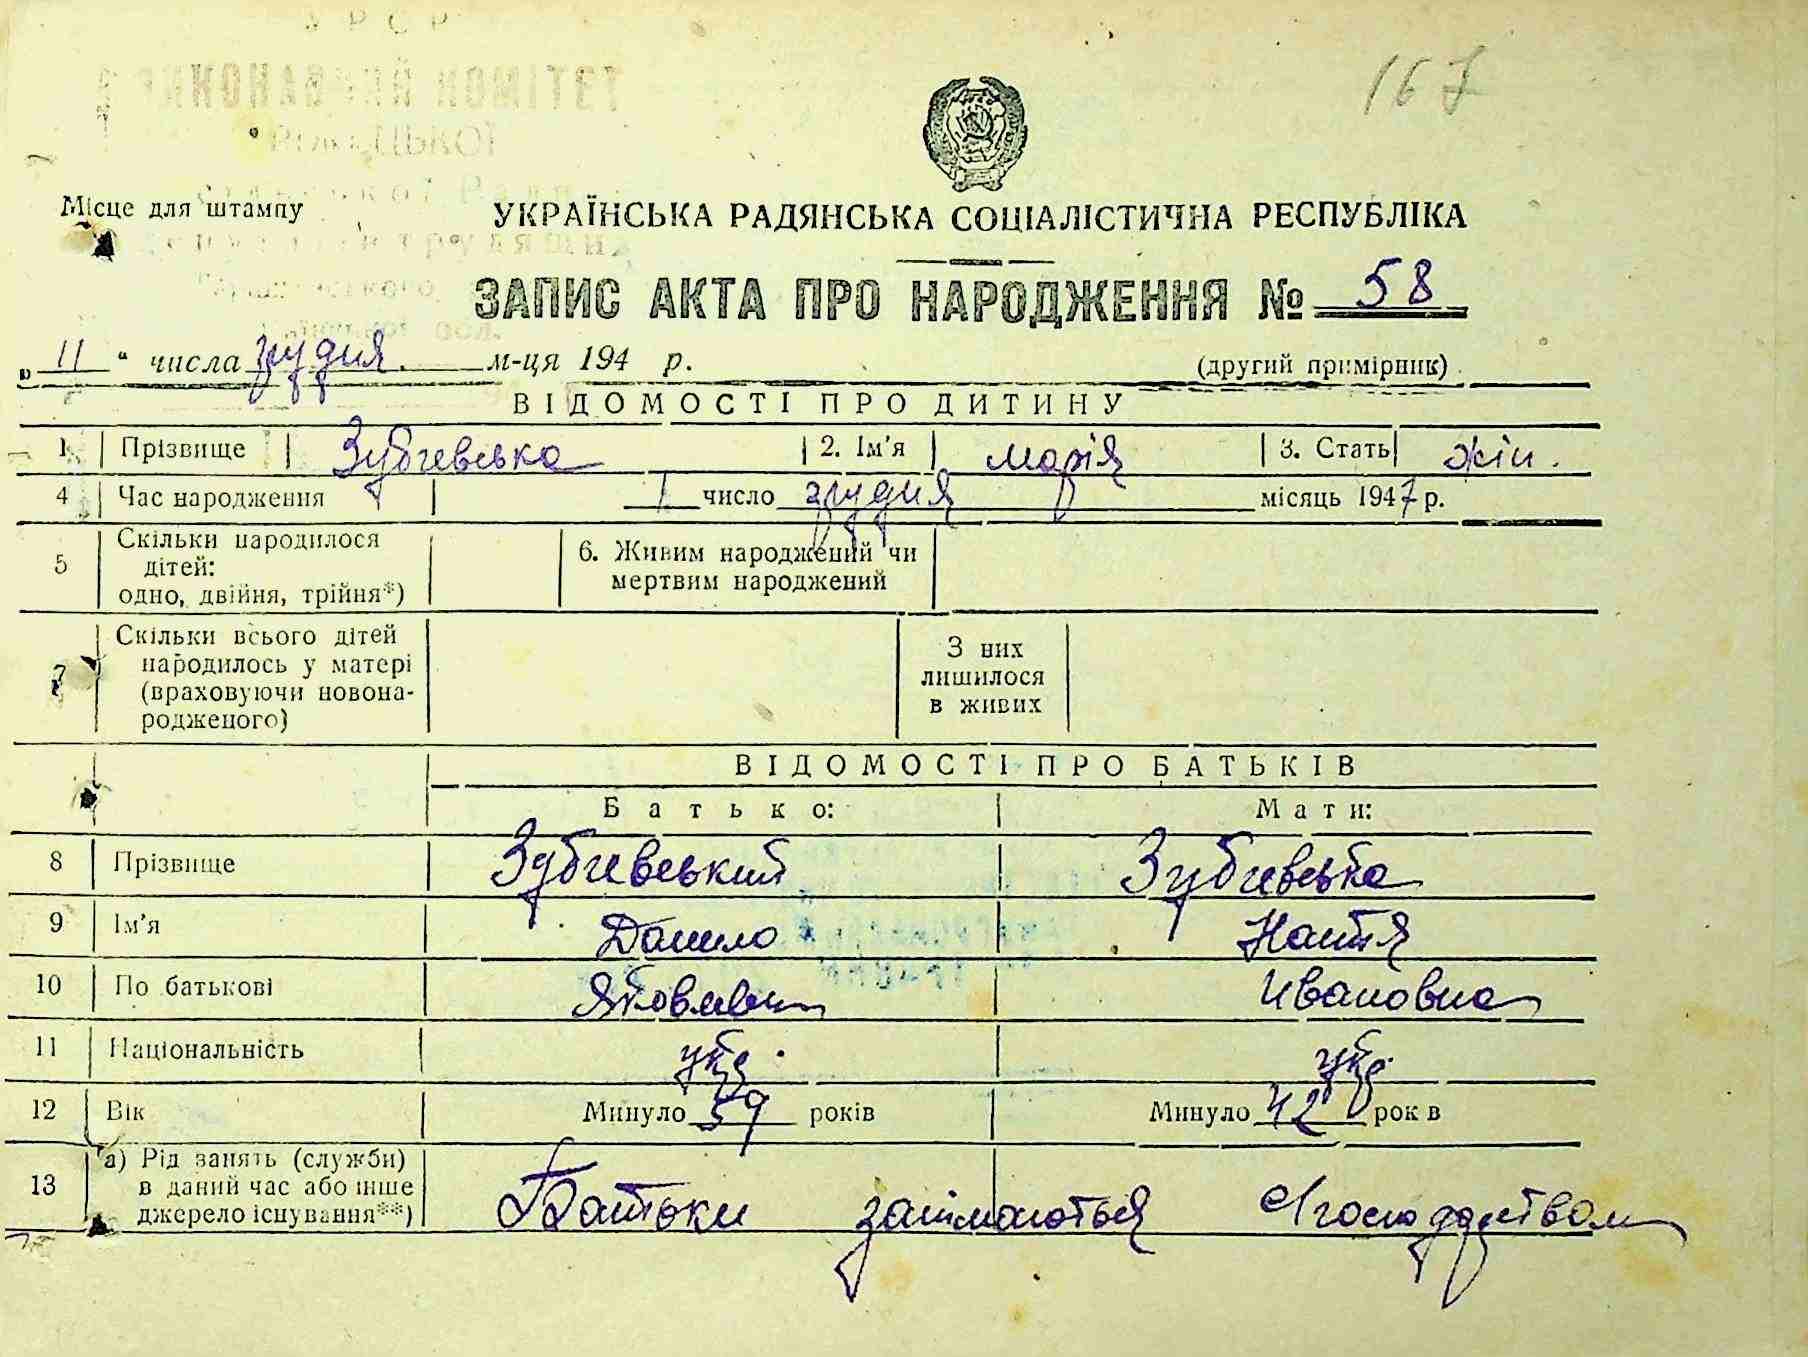 167
УРСР
ВИКОНАВЧИЙ КОМІТЕТ
Місце для штампу
УКРАЇНСЬКА РАДЯНСЬКА СОЦІАЛІСТИЧНА РЕСПУБЛІКА
ЗАПИС АКТА ПРО НАРОДЖЕННЯ № 58
„11“ числа грудня м-ця 194 р. (другий примірник)
ВІДОМОСТІ ПРО ДИТИНУ
1 Прізвище Зубчевська 2. Ім'я Марія 3. Стать жін.
4 Час народження 1 число грудня місяць 1947 р.
5 Скільки народилося
дітей:
одно, двійня, трійня*)
6. Живим народжений чи
мертвим народжений
7 Скільки всього дітей
народилось у матері
(враховуючи новона-
родженого)
З них
лишилося
в живих
ВІДОМОСТІ ПРО БАТЬКІВ
Батько: Мати:
8 Прізвище Зубчевський Зубчевська
9 Ім'я Данило Настя
10 По батькові Яковлевич Ивановна
11 Національність укр. укр.
12 Вік Минуло 59 років Минуло 42 рок в
13 а) Рід занять (служби)
в даний час або інше
джерело існування**)
Батьки занімаються С/господарством